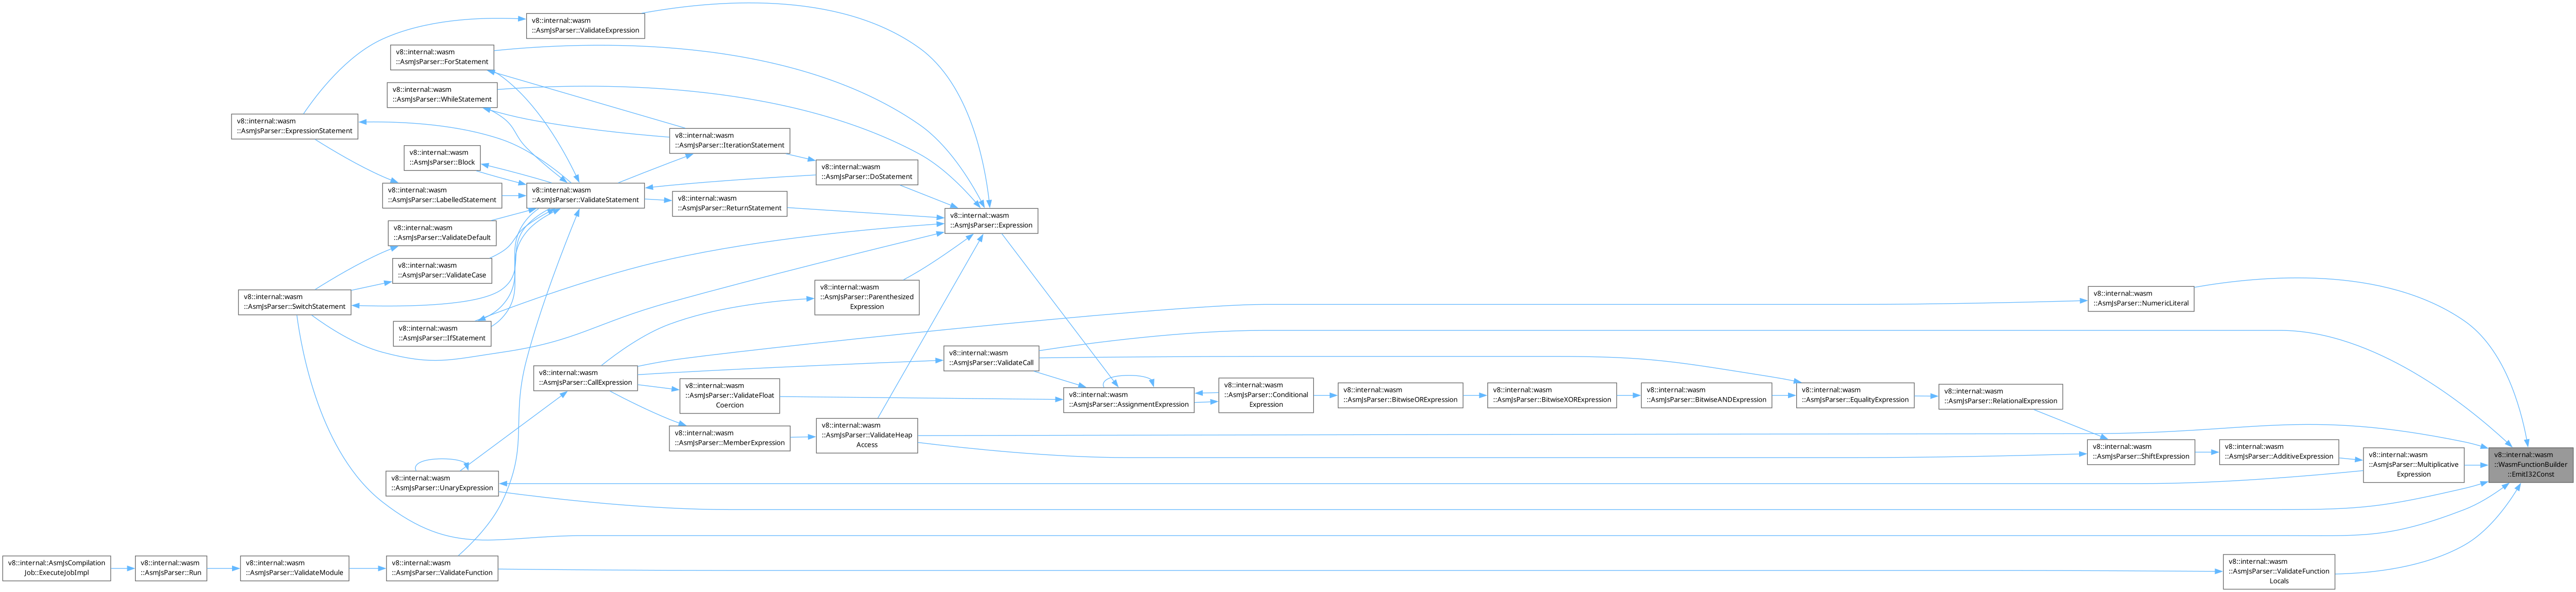 v8::internal::wasm
::AsmJsParser::ValidateExpression
v8::internal::wasm
::AsmJsParser::ForStatement
v8::internal::wasm
::AsmJsParser::WhileStatement
v8::internal::wasm
::AsmJsParser::ExpressionStatement
v8::internal::wasm
::AsmJsParser::IterationStatement
v8::internal::wasm
::AsmJsParser::Block
v8::internal::wasm
::AsmJsParser::DoStatement
v8::internal::wasm
::AsmJsParser::LabelledStatement
v8::internal::wasm
::AsmJsParser::ValidateStatement
v8::internal::wasm
::AsmJsParser::ReturnStatement
v8::internal::wasm
::AsmJsParser::Expression
v8::internal::wasm
::AsmJsParser::ValidateDefault
v8::internal::wasm
::AsmJsParser::ValidateCase
v8::internal::wasm
::AsmJsParser::SwitchStatement
v8::internal::wasm
::AsmJsParser::Parenthesized
Expression
v8::internal::wasm
::AsmJsParser::NumericLiteral
v8::internal::wasm
::AsmJsParser::IfStatement
v8::internal::wasm
::AsmJsParser::ValidateCall
v8::internal::wasm
::AsmJsParser::CallExpression
v8::internal::wasm
::AsmJsParser::ValidateFloat
Coercion
v8::internal::wasm
::AsmJsParser::AssignmentExpression
v8::internal::wasm
::AsmJsParser::Conditional
Expression
v8::internal::wasm
::AsmJsParser::BitwiseORExpression
v8::internal::wasm
::AsmJsParser::BitwiseXORExpression
v8::internal::wasm
::AsmJsParser::BitwiseANDExpression
v8::internal::wasm
::AsmJsParser::EqualityExpression
v8::internal::wasm
::AsmJsParser::RelationalExpression
v8::internal::wasm
::AsmJsParser::MemberExpression
v8::internal::wasm
::AsmJsParser::ValidateHeap
Access
v8::internal::wasm
::AsmJsParser::ShiftExpression
v8::internal::wasm
::AsmJsParser::AdditiveExpression
v8::internal::wasm
::AsmJsParser::Multiplicative
Expression
v8::internal::wasm
::WasmFunctionBuilder
::EmitI32Const
v8::internal::wasm
::AsmJsParser::UnaryExpression
v8::internal::AsmJsCompilation
Job::ExecuteJobImpl
v8::internal::wasm
::AsmJsParser::Run
v8::internal::wasm
::AsmJsParser::ValidateModule
v8::internal::wasm
::AsmJsParser::ValidateFunction
v8::internal::wasm
::AsmJsParser::ValidateFunction
Locals